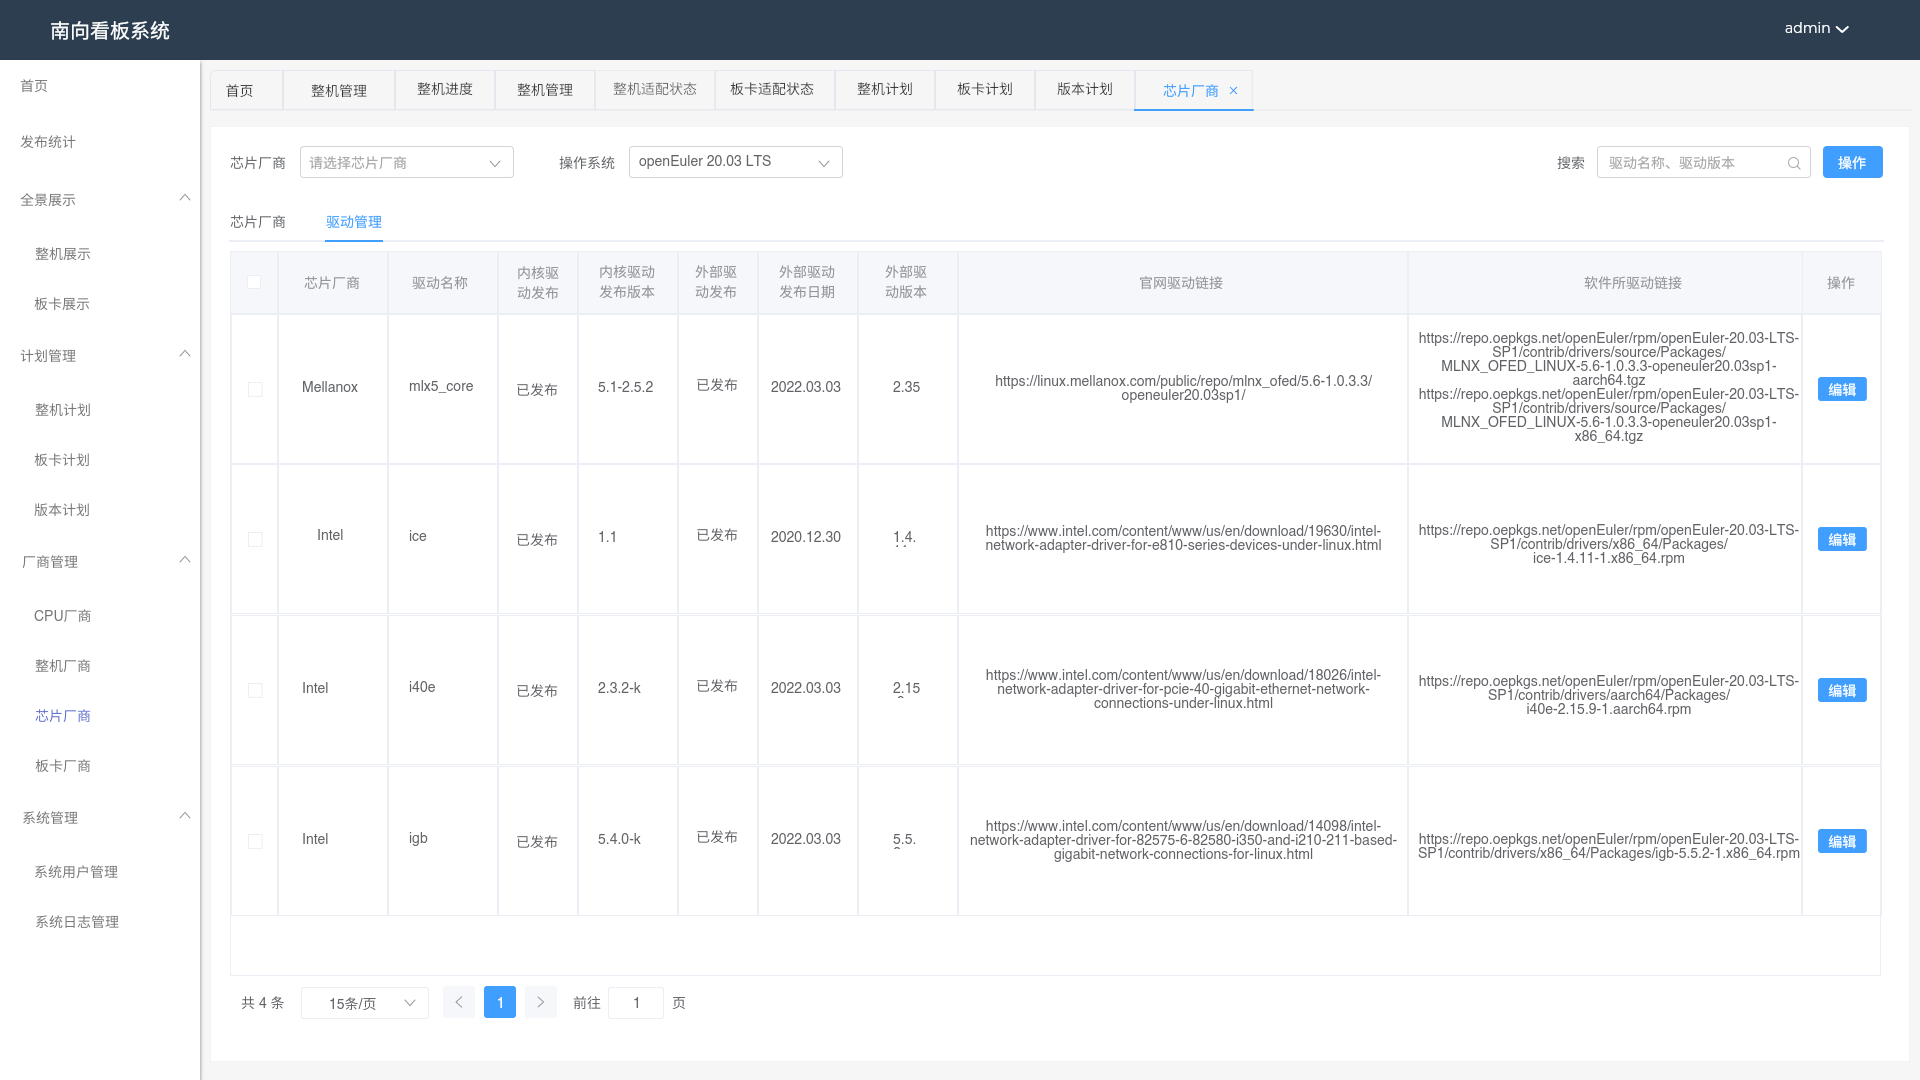 南向看板系统
admin
首页
发布统计
全景展示
整机展示
板卡展示
计划管理
整机计划
板卡计划
版本计划
厂商管理
CPU厂商
整机厂商
芯片厂商
板卡厂商
系统管理
系统用户管理
系统日志管理
首页 整机管理 整机进度 整机管理 整机适配状态 板卡适配状态 整机计划 板卡计划 版本计划 芯片厂商 ×
芯片厂商 请选择芯片厂商 操作系统 openEuler 20.03 LTS 搜索 驱动名称、驱动版本 操作
芯片厂商 驱动管理
芯片厂商
驱动名称
内核驱
动发布
内核驱动
发布版本
外部驱
动发布
外部驱动
发布日期
外部驱
动版本
官网驱动链接
软件所驱动链接
操作
Mellanox
mlx5_core
已发布
5.1-2.5.2
已发布
2022.03.03
2.35
https://linux.mellanox.com/public/repo/mlnx_ofed/5.6-1.0.3.3/
openeuler20.03sp1/
https://repo.oepkgs.net/openEuler/rpm/openEuler-20.03-LTS-
SP1/contrib/drivers/source/Packages/
MLNX_OFED_LINUX-5.6-1.0.3.3-openeuler20.03sp1-
aarch64.tgz
https://repo.oepkgs.net/openEuler/rpm/openEuler-20.03-LTS-
SP1/contrib/drivers/source/Packages/
MLNX_OFED_LINUX-5.6-1.0.3.3-openeuler20.03sp1-
x86_64.tgz
编辑
Intel
ice
已发布
1.1
已发布
2020.12.30
1.4.
https://www.intel.com/content/www/us/en/download/19630/intel-
network-adapter-driver-for-e810-series-devices-under-linux.html
https://repo.oepkgs.net/openEuler/rpm/openEuler-20.03-LTS-
SP1/contrib/drivers/x86_64/Packages/
ice-1.4.11-1.x86_64.rpm
编辑
Intel
i40e
已发布
2.3.2-k
已发布
2022.03.03
2.15
https://www.intel.com/content/www/us/en/download/18026/intel-
network-adapter-driver-for-pcie-40-gigabit-ethernet-network-
connections-under-linux.html
https://repo.oepkgs.net/openEuler/rpm/openEuler-20.03-LTS-
SP1/contrib/drivers/aarch64/Packages/
i40e-2.15.9-1.aarch64.rpm
编辑
Intel
igb
已发布
5.4.0-k
已发布
2022.03.03
5.5.
https://www.intel.com/content/www/us/en/download/14098/intel-
network-adapter-driver-for-82575-6-82580-i350-and-i210-211-based-
gigabit-network-connections-for-linux.html
https://repo.oepkgs.net/openEuler/rpm/openEuler-20.03-LTS-
SP1/contrib/drivers/x86_64/Packages/igb-5.5.2-1.x86_64.rpm
编辑
共 4 条 15条/页 1 前往 1 页